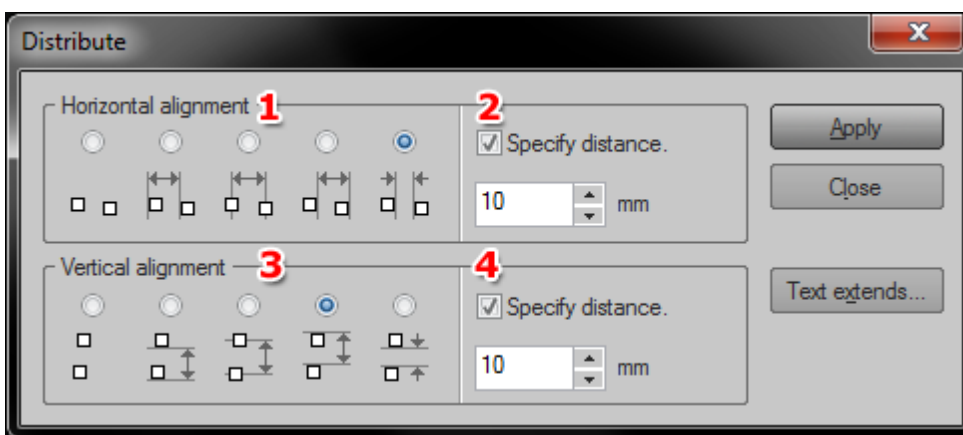 Distribute
Horizontal alignment 1
2
Specify distance.
10 mm
Apply
Close
Vertical alignment 3
4
Specify distance.
10 mm
Text extends...